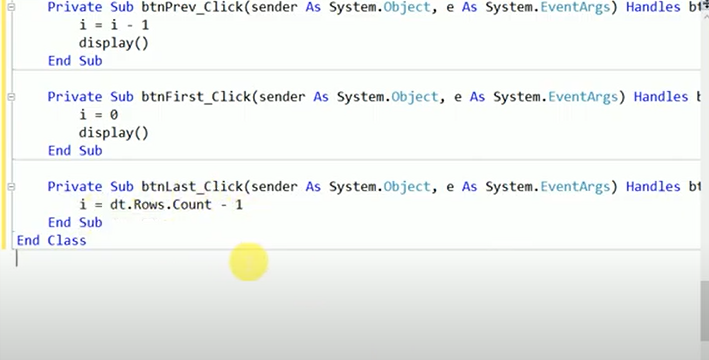 Private Sub btnPrev_Click(sender As System.Object, e As System.EventArgs) Handles
i = i - 1
display()
End Sub
Private Sub btnFirst_Click(sender As System.Object, e As System.EventArgs) Handles
i = 0
display()
End Sub
Private Sub btnLast_Click(sender As System.Object, e As System.EventArgs) Handles
i = dt.Rows.Count - 1
End Sub
End Class